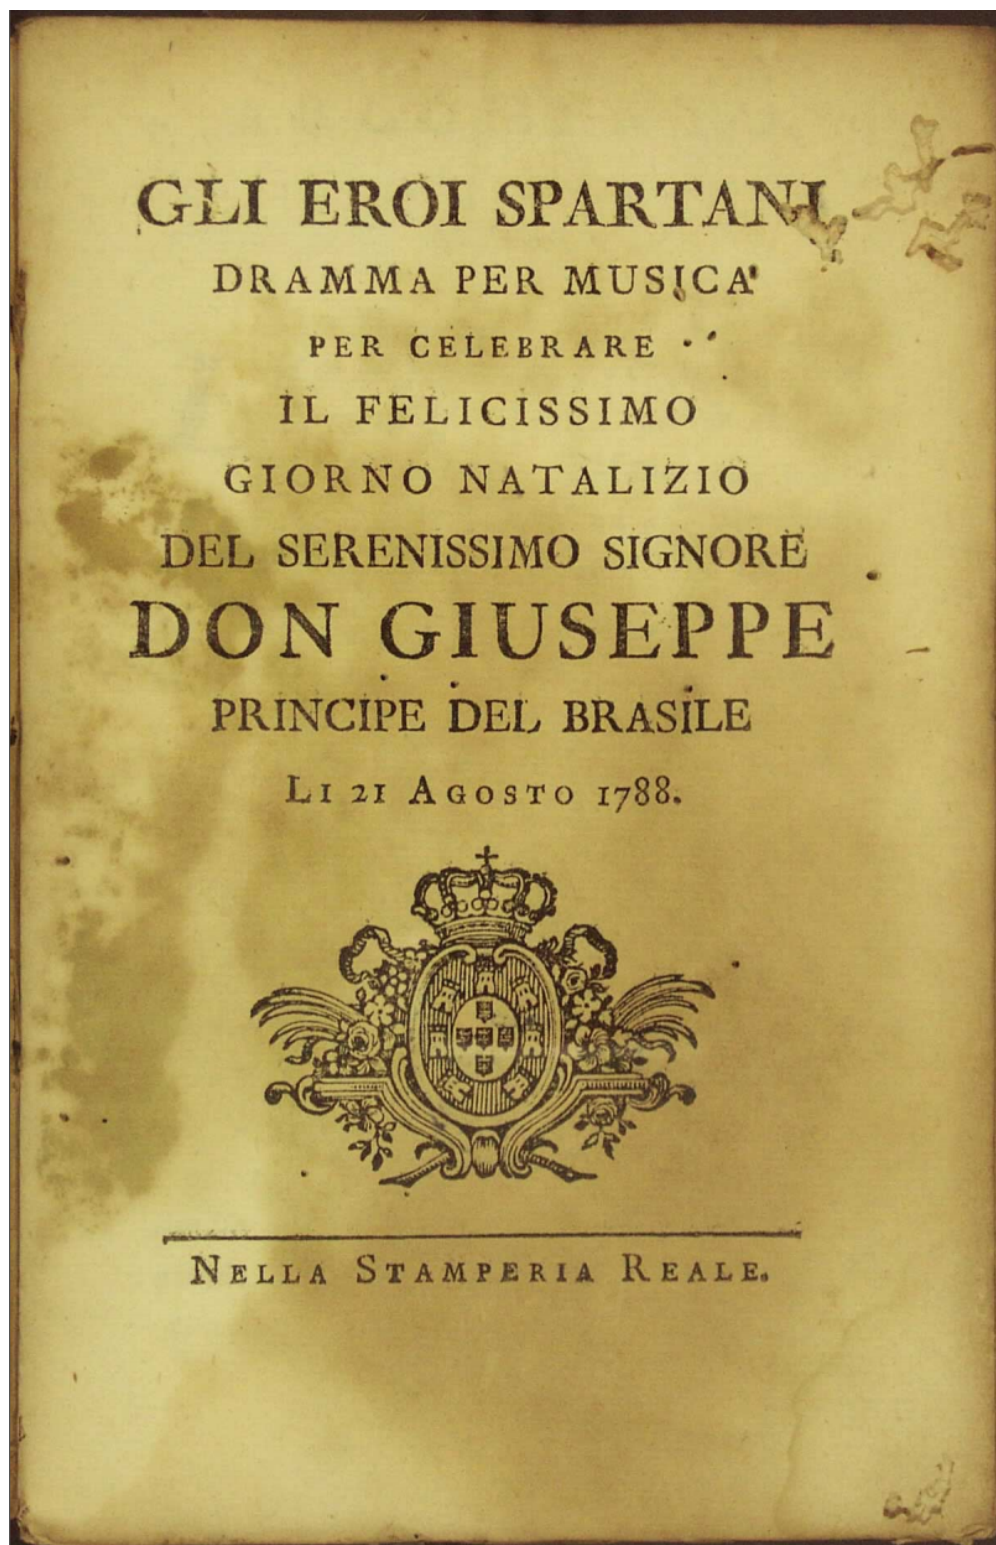 GLI EROI SPARTANI
DRAMMA PER MUSICA
PER CELEBRARE
IL FELICISSIMO
GIORNO NATALIZIO
DEL SERENISSIMO SIGNORE
DON GIUSEPPE
PRINCIPE DEL BRASILE
LI 21 AGOSTO 1788.
NELLA STAMPERIA REALE.